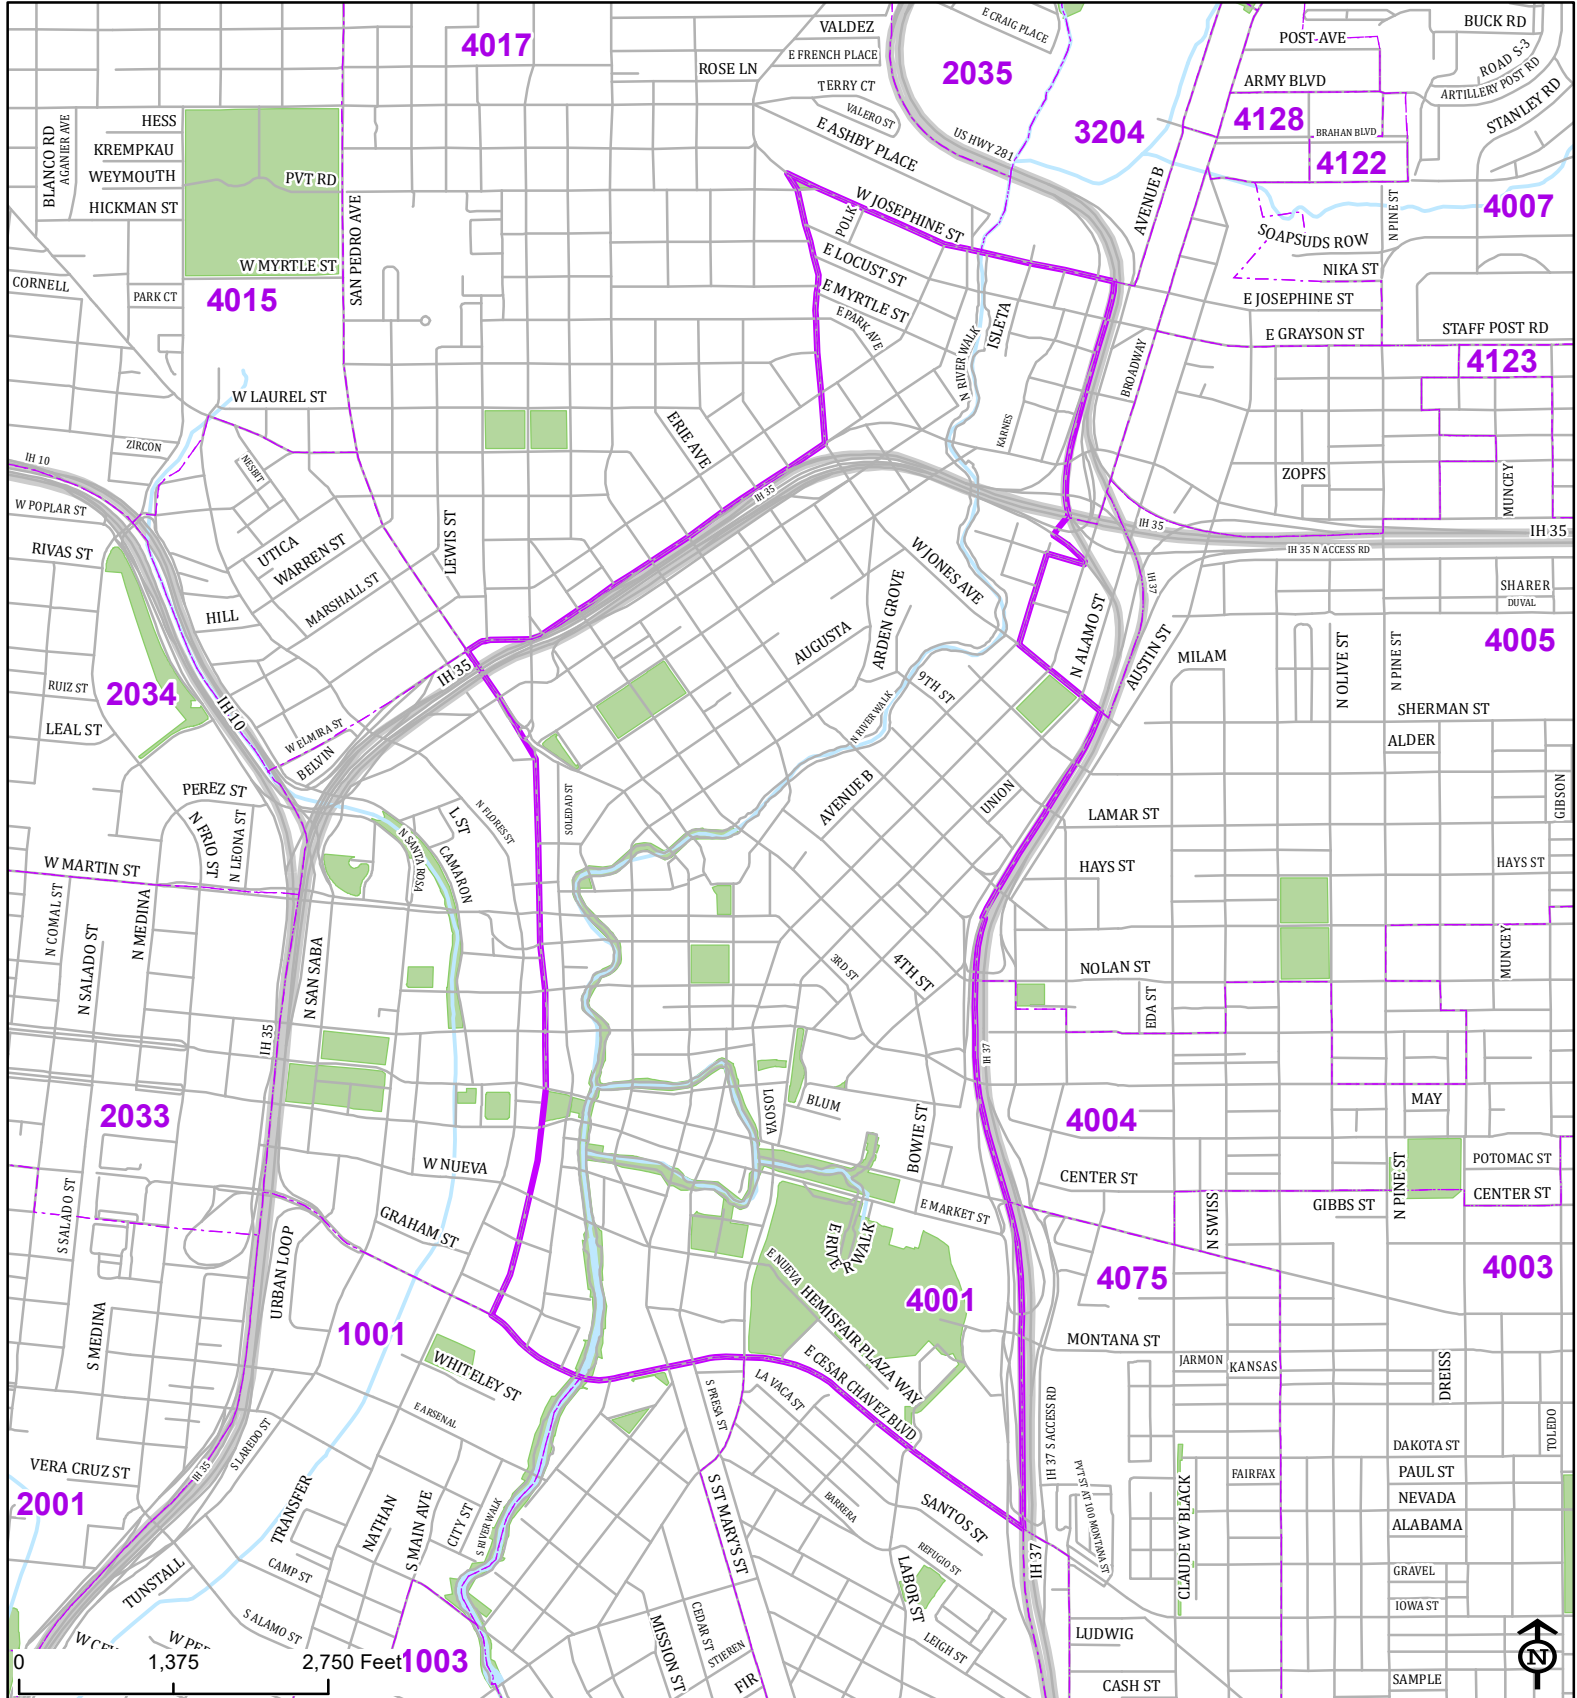 4017
VALDEZ
E FRENCH PLACE
ROSE LN
TERRY CT
VALERO ST
E ASHBY PLACE
E CRAIG PLACE
2035
US HWY 281
3204
POST AVE
BUCK RD
ROAD S-3
ARMY BLVD
ARTILLERY POST RD
STANLEY RD
4128
BRAHAN BLVD
4122
4007
BLANCO RD
AGANIER AVE
HESS
KREMPKAU
WEYMOUTH
HICKMAN ST
PVT RD
SAN PEDRO AVE
W MYRTLE ST
CORNELL
PARK CT
4015
W JOSEPHINE ST
POLK
E LOCUST ST
E MYRTLE ST
E PARK AVE
N RIVER WALK
ISLETA
AVENUE B
BROADWAY
N PINE ST
SOAPSUDS ROW
NIKA ST
E JOSEPHINE ST
E GRAYSON ST
STAFF POST RD
4123
W LAUREL ST
ZIRCON
NESBIT
IH 10
W POPLAR ST
RIVAS ST
UTICA
WARREN ST
MARSHALL ST
HILL
LEWIS ST
ERIE AVE
IH 35
KARNES
ZOPFS
MUNCEY
IH 35
IH 35
IH 35 N ACCESS RD
IH 37
W JONES AVE
ARDEN GROVE
AUGUSTA
N ALAMO ST
AUSTIN ST
SHARER
DUVAL
4005
MILAM
N OLIVE ST
N PINE ST
SHERMAN ST
ALDER
GIBSON
RUIZ ST
2034
LEAL ST
IH 10
IH 35
W ELMIRA ST
BELVIN
9TH ST
N RIVER WALK
AVENUE B
UNION
SOLEDAD ST
N FLORES ST
L ST
CAMARON
N SANTA ROSA
PEREZ ST
N FRIO ST
N LEONA ST
W MARTIN ST
LAMAR ST
HAYS ST
HAYS ST
N COMAL ST
N SALADO ST
N MEDINA
N SAN SABA
IH 35
3RD ST
4TH ST
NOLAN ST
EDA ST
MUNCEY
IH 37
2033
LOSOYA
BLUM
BOWIE ST
4004
MAY
W NUEVA
CENTER ST
N PINE ST
POTOMAC ST
CENTER ST
GIBBS ST
N SWISS
S SALADO ST
GRAHAM ST
URBAN LOOP
E MARKET ST
E RIVER WALK
E NUEVA
HEMISFAIR PLAZA WAY
4001
4075
4003
1001
S MEDINA
WHITELEY ST
E ARSENAL
MONTANA ST
JARMON
KANSAS
DREISS
E CESAR CHAVEZ BLVD
LA VACA ST
S PRESA ST
IH 37 S ACCESS RD
TOLEDO
S LAREDO ST
VERA CRUZ ST
IH 35
2001
TRANSFER
NATHAN
S MAIN AVE
CITY ST
S RIVER WALK
S ST MARY'S ST
BARRERA
SANTOS ST
PVT ST AT 100 MONTANA ST
CLAUDE W BLACK
FAIRFAX
DAKOTA ST
PAUL ST
NEVADA
ALABAMA
TUNSTALL
CAMP ST
S ALAMO ST
REFUGIO ST
LABOR ST
LEIGH ST
IH 37
GRAVEL
IOWA ST
LUDWIG
MISSION ST
CEDAR ST
STIEREN
FIR
1003
CASH ST
SAMPLE
0
1,375
2,750 Feet
N